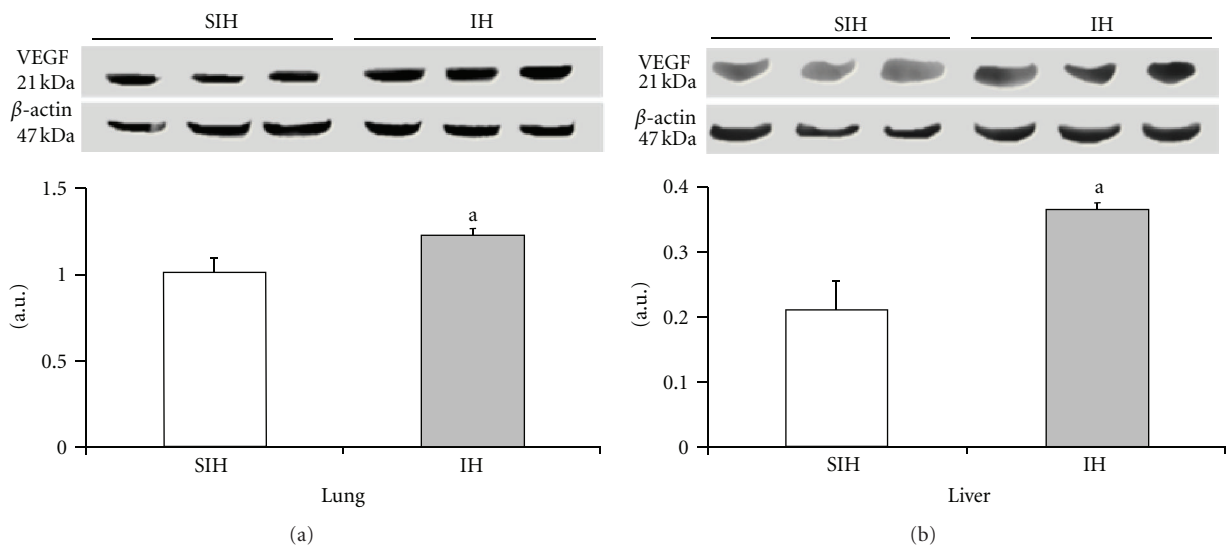 SIH IH
VEGF
21 kDa
β-actin
47 kDa
1.5
1
0.5
0
(a.u.)
a
SIH IH
Lung
(a)
SIH IH
VEGF
21 kDa
β-actin
47 kDa
0.4
0.3
0.2
0.1
0
(a.u.)
a
SIH IH
Liver
(b)